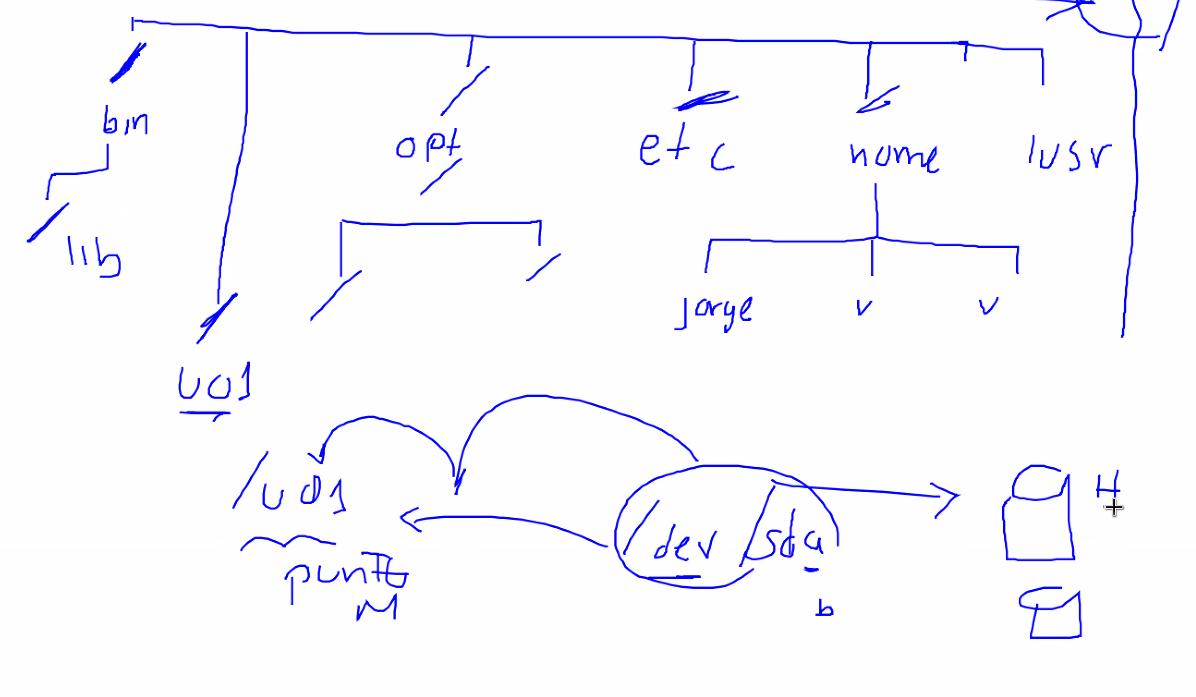 bin
opt
etc
home
/usr
lib
jorge
v
v
u01
/u01
/dev/sda
H
punto
M
b